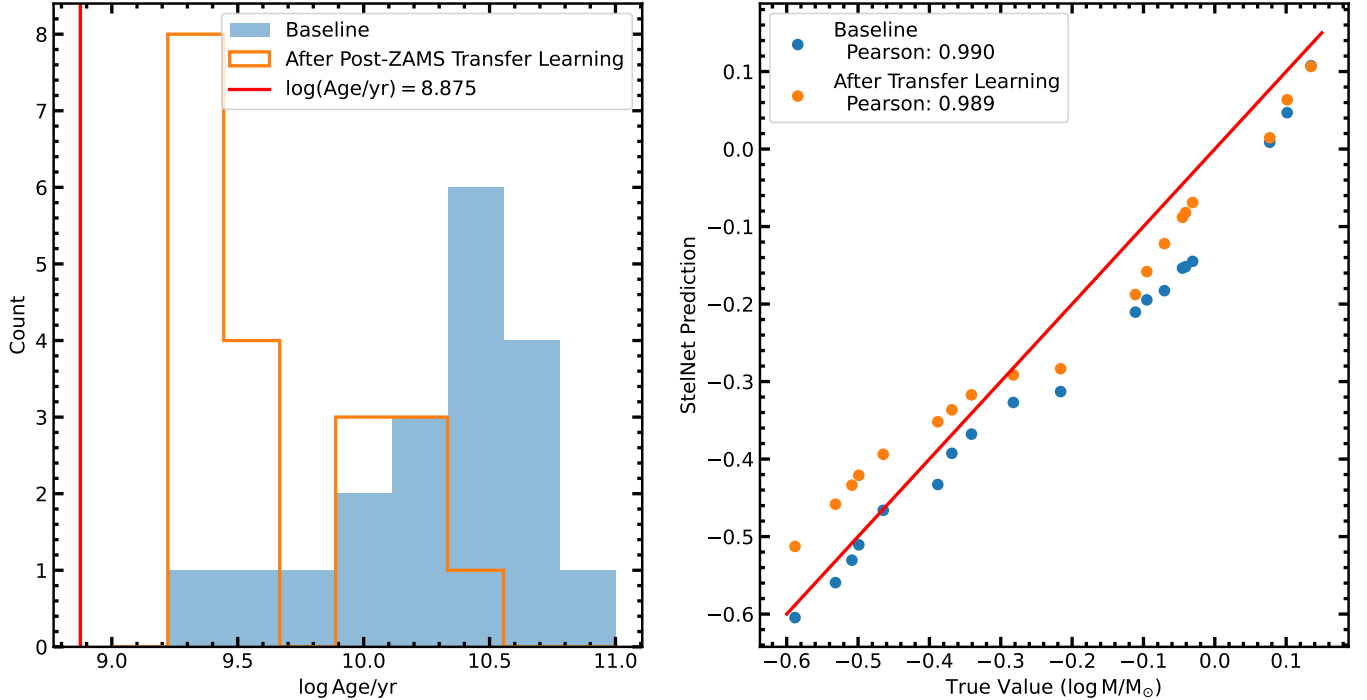 Baseline
After Post-ZAMS Transfer Learning
log(Age/yr) = 8.875
8
7
6
5
4
3
2
1
0
Count
9.0
9.5
10.0
10.5
11.0
log Age/yr
Baseline
Pearson: 0.990
After Transfer Learning
Pearson: 0.989
0.1
0.0
−0.1
−0.2
−0.3
−0.4
−0.5
−0.6
StelNet Prediction
−0.6
−0.5
−0.4
−0.3
−0.2
−0.1
0.0
0.1
True Value (log M/M☉)